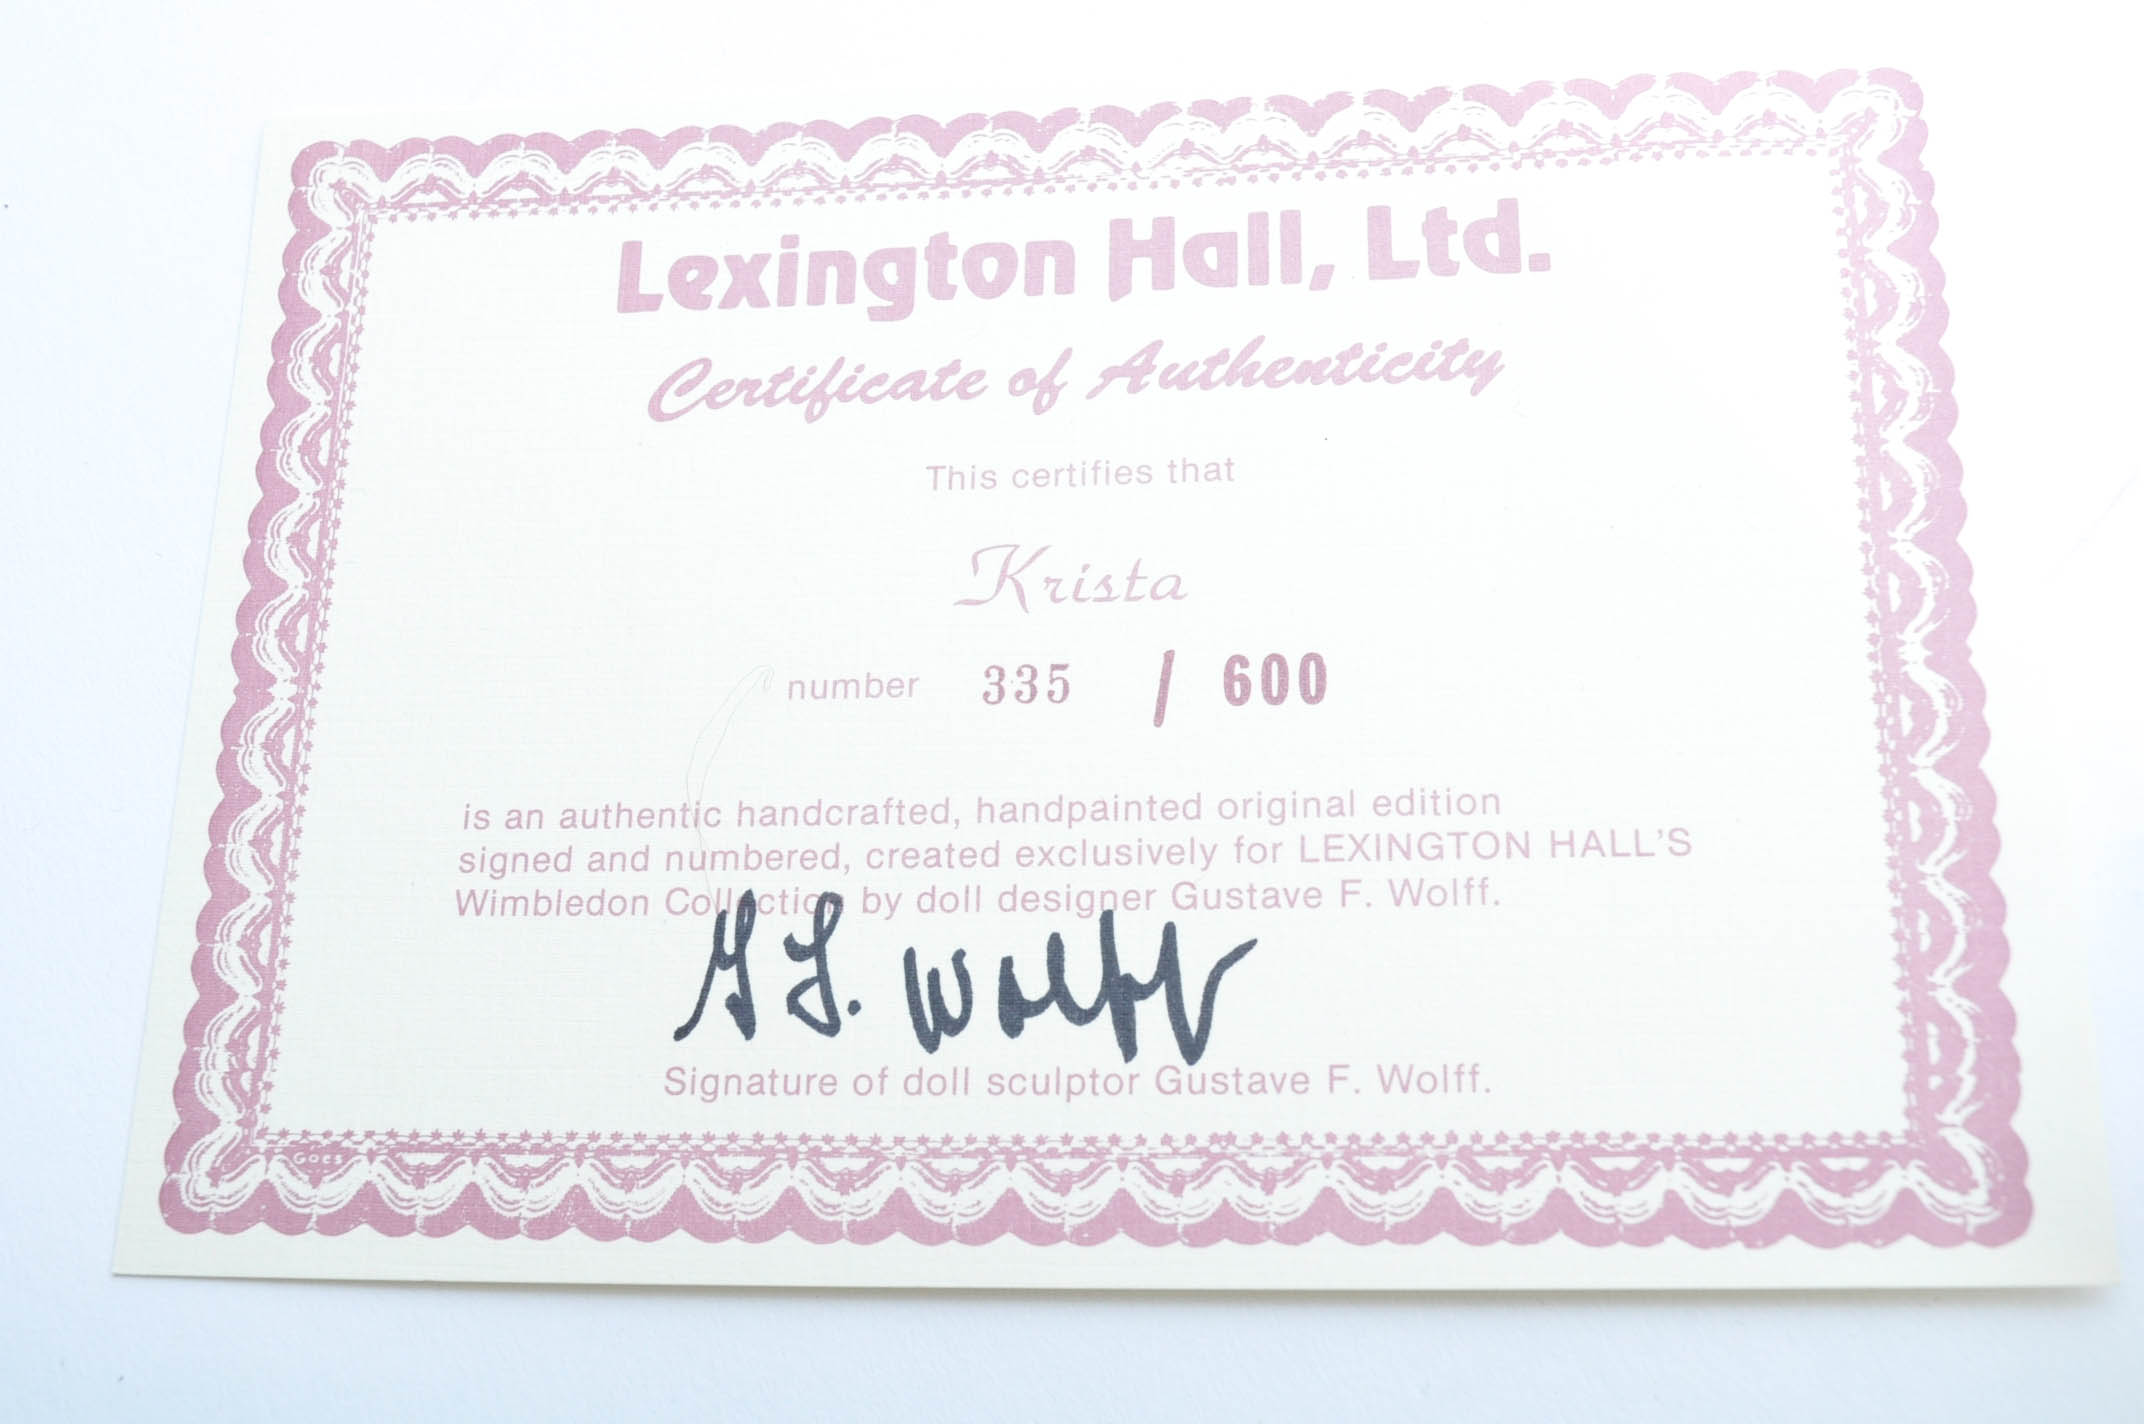 Lexington Hall, Ltd.
Certificate of Authenticity
This certifies that
Krista
number 335 / 600
is an authentic handcrafted, handpainted original edition
signed and numbered, created exclusively for LEXINGTON HALL'S
Wimbledon Collection by doll designer Gustave F. Wolff.
G F. Wolff
Signature of doll sculptor Gustave F. Wolff.
GOES